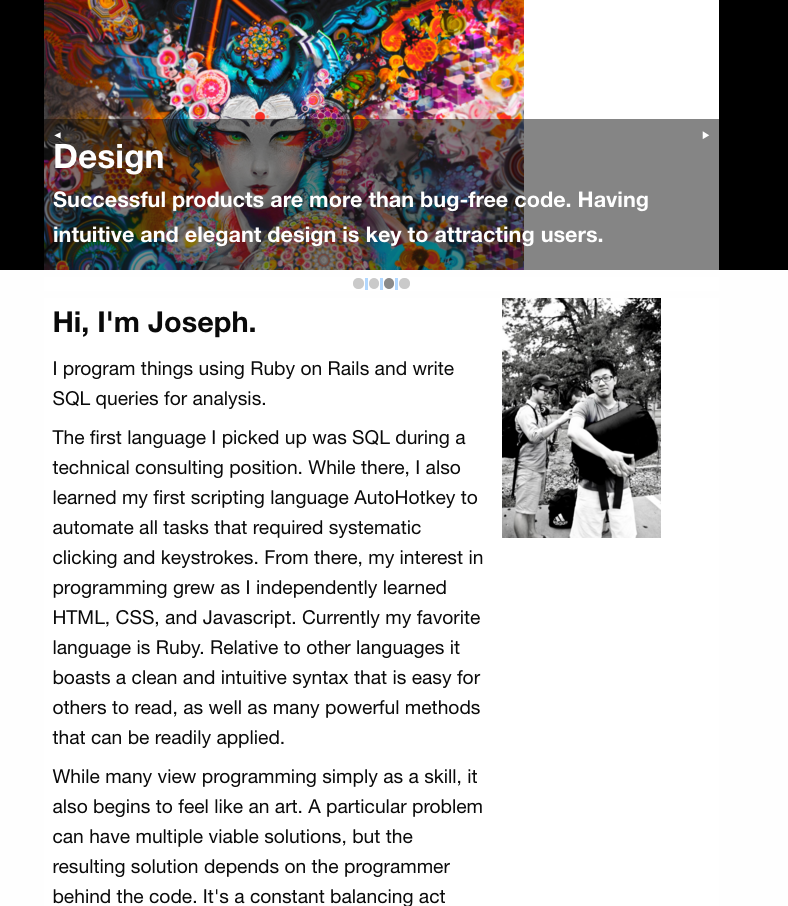 Design
Successful products are more than bug-free code. Having
intuitive and elegant design is key to attracting users.
Hi, I'm Joseph.
I program things using Ruby on Rails and write
SQL queries for analysis.
The first language I picked up was SQL during a
technical consulting position. While there, I also
learned my first scripting language AutoHotkey to
automate all tasks that required systematic
clicking and keystrokes. From there, my interest in
programming grew as I independently learned
HTML, CSS, and Javascript. Currently my favorite
language is Ruby. Relative to other languages it
boasts a clean and intuitive syntax that is easy for
others to read, as well as many powerful methods
that can be readily applied.
While many view programming simply as a skill, it
also begins to feel like an art. A particular problem
can have multiple viable solutions, but the
resulting solution depends on the programmer
behind the code. It's a constant balancing act